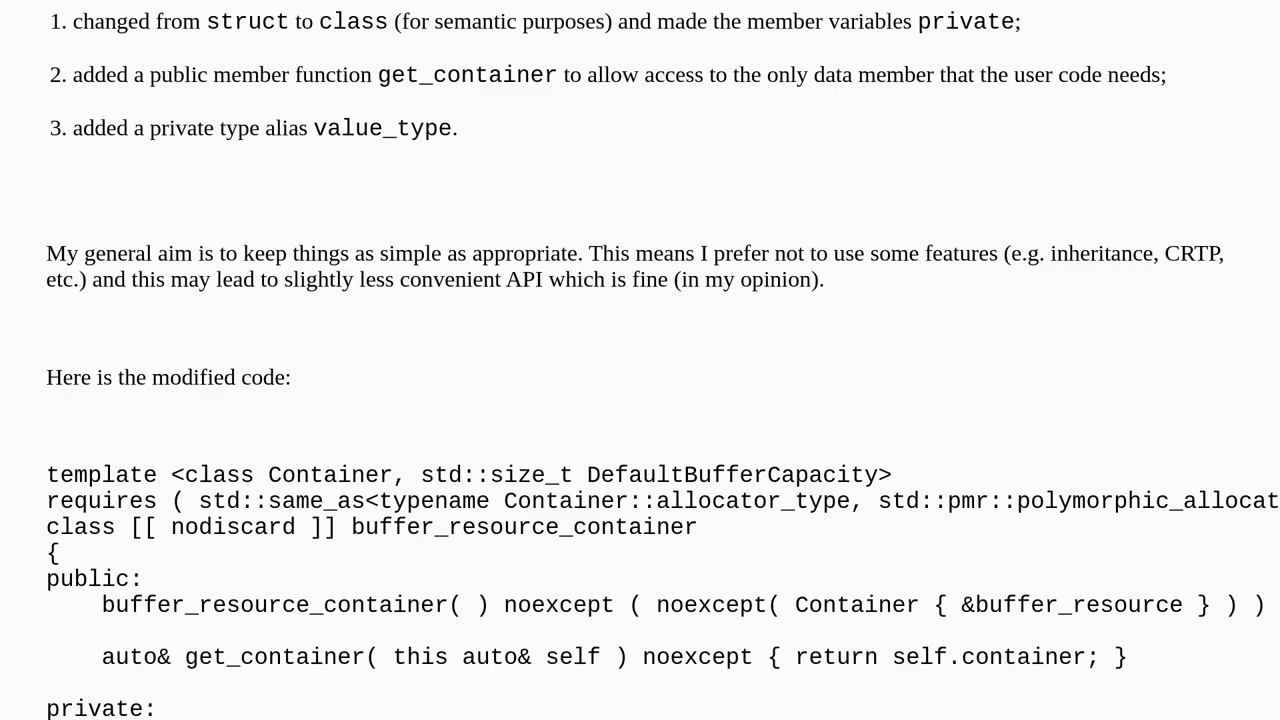 1. changed from struct to class (for semantic purposes) and made the member variables private;
2. added a public member function get_container to allow access to the only data member that the user code needs;
3. added a private type alias value_type.
My general aim is to keep things as simple as appropriate. This means I prefer not to use some features (e.g. inheritance, CRTP,
etc.) and this may lead to slightly less convenient API which is fine (in my opinion).
Here is the modified code:
template <class Container, std::size_t DefaultBufferCapacity>
requires ( std::same_as<typename Container::allocator_type, std::pmr::polymorphic_allocat
class [[ nodiscard ]] buffer_resource_container
{
public:
    buffer_resource_container( ) noexcept ( noexcept( Container { &buffer_resource } ) )
    auto& get_container( this auto& self ) noexcept { return self.container; }
private: